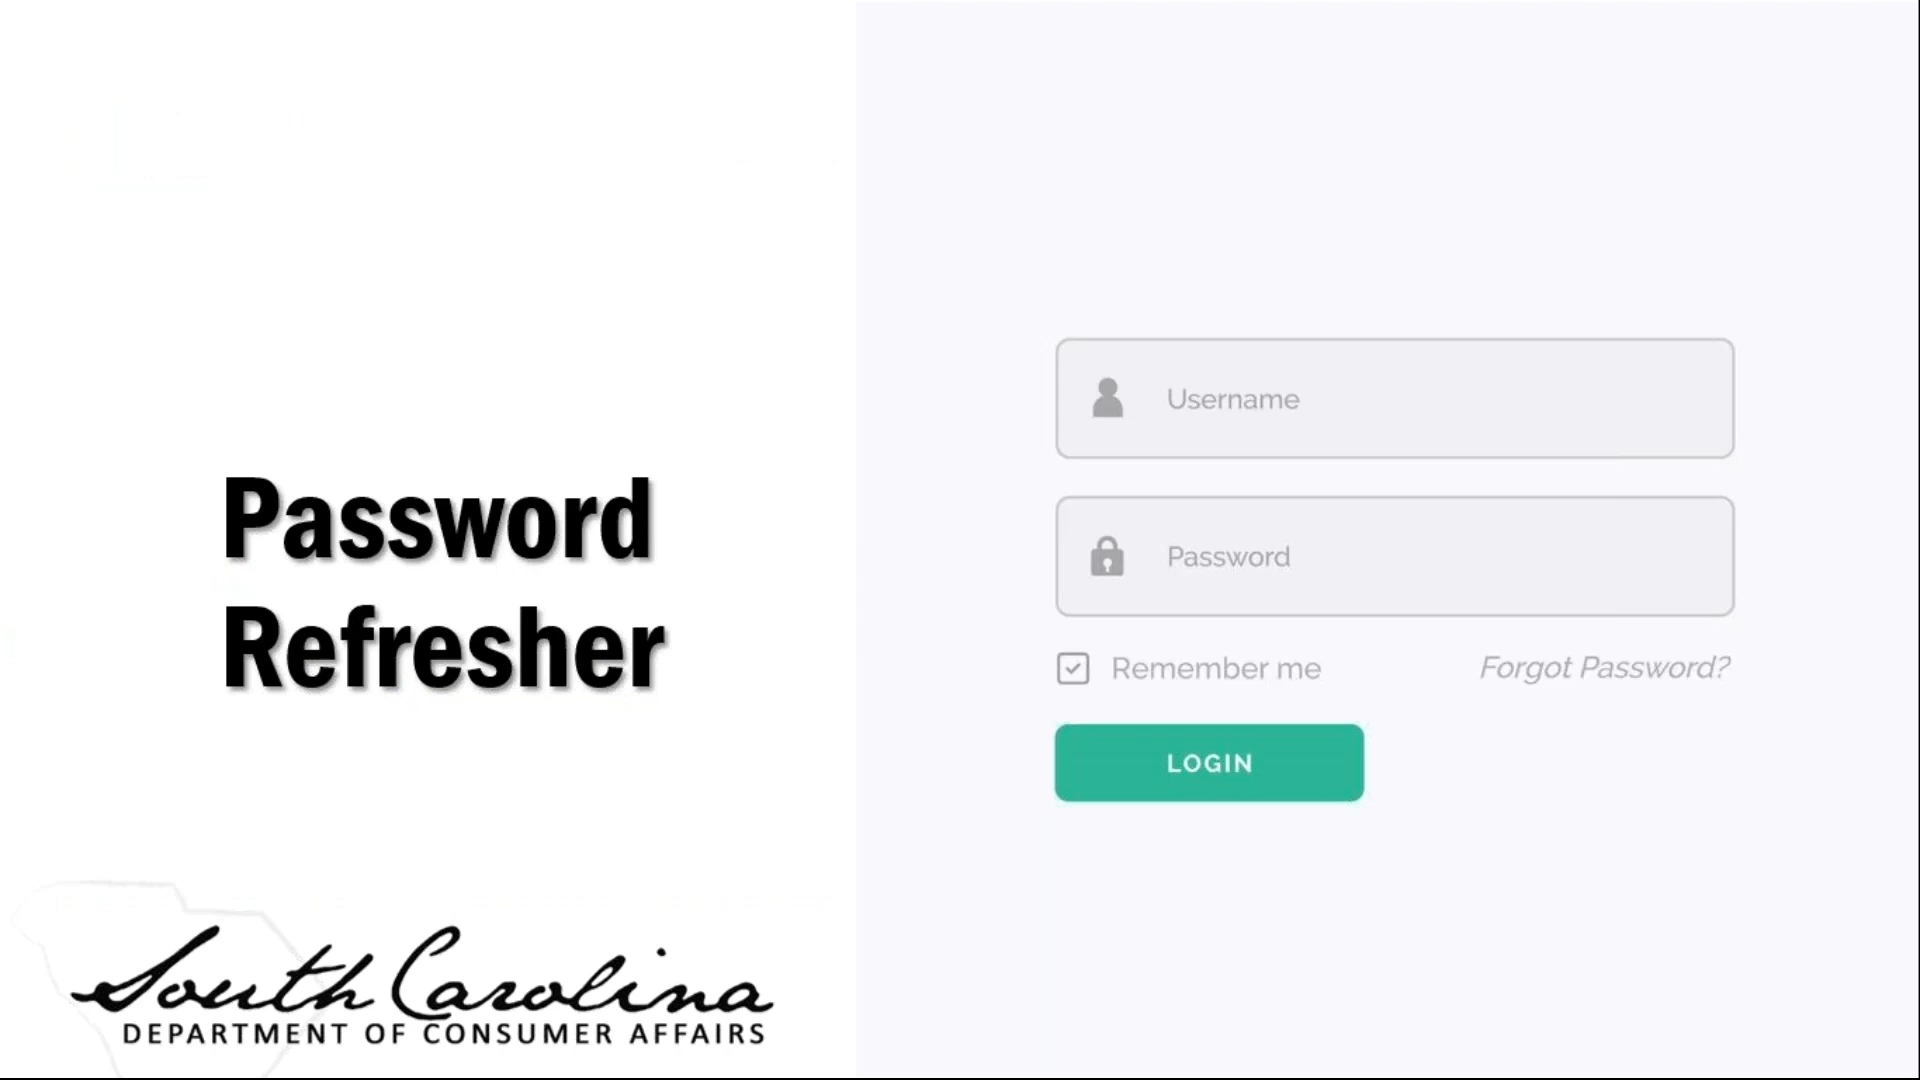 Password
Refresher
South Carolina
DEPARTMENT OF CONSUMER AFFAIRS
Username
Password
Remember me
Forgot Password?
LOGIN